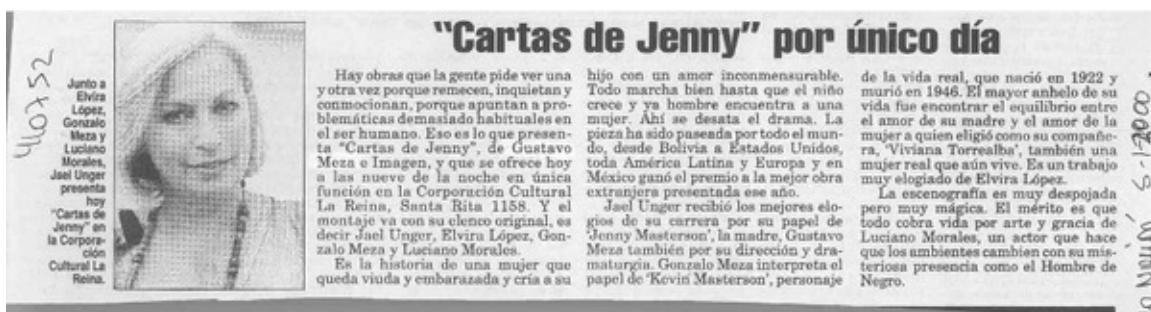 "Cartas de Jenny" por único día
440752
Junto a
Elvira
López,
Gonzalo
Meza y
Luciano
Morales,
Jael Unger
presenta
hoy
"Cartas de
Jenny" en
la Corpora-
ción
Cultural La
Reina.
Hay obras que la gente pide ver una
y otra vez porque remecen, inquietan y
conmocionan, porque apuntan a pro-
blemáticas demasiado habituales en
el ser humano. Eso es lo que presen-
ta "Cartas de Jenny", de Gustavo
Meza e Imagen, y que se ofrece hoy
a las nueve de la noche en única
función en la Corporación Cultural
La Reina, Santa Rita 1158. Y el
montaje va con su elenco original, es
decir Jael Unger, Elvira López, Gon-
zalo Meza y Luciano Morales.
Es la historia de una mujer que
queda viuda y embarazada y cría a su
hijo con un amor inconmensurable.
Todo marcha bien hasta que el niño
crece y ya hombre encuentra a una
mujer. Ahí se desata el drama. La
pieza ha sido paseada por todo el mun-
do, desde Bolivia a Estados Unidos,
toda América Latina y Europa y en
México ganó el premio a la mejor obra
extranjera presentada ese año.
Jael Unger recibió los mejores elo-
gios de su carrera por su papel de
'Jenny Masterson', la madre, Gustavo
Meza también por su dirección y dra-
maturgia. Gonzalo Meza interpreta el
papel de 'Kevin Masterson', personaje
de la vida real, que nació en 1922 y
murió en 1946. El mayor anhelo de su
vida fue encontrar el equilibrio entre
el amor de su madre y el amor de la
mujer a quien eligió como su compañe-
ra, 'Viviana Torrealba', también una
mujer real que aún vive. Es un trabajo
muy elogiado de Elvira López.
La escenografía es muy despojada
pero muy mágica. El mérito es que
todo cobra vida por arte y gracia de
Luciano Morales, un actor que hace
que los ambientes cambien con su mis-
teriosa presencia como el Hombre de
Negro.